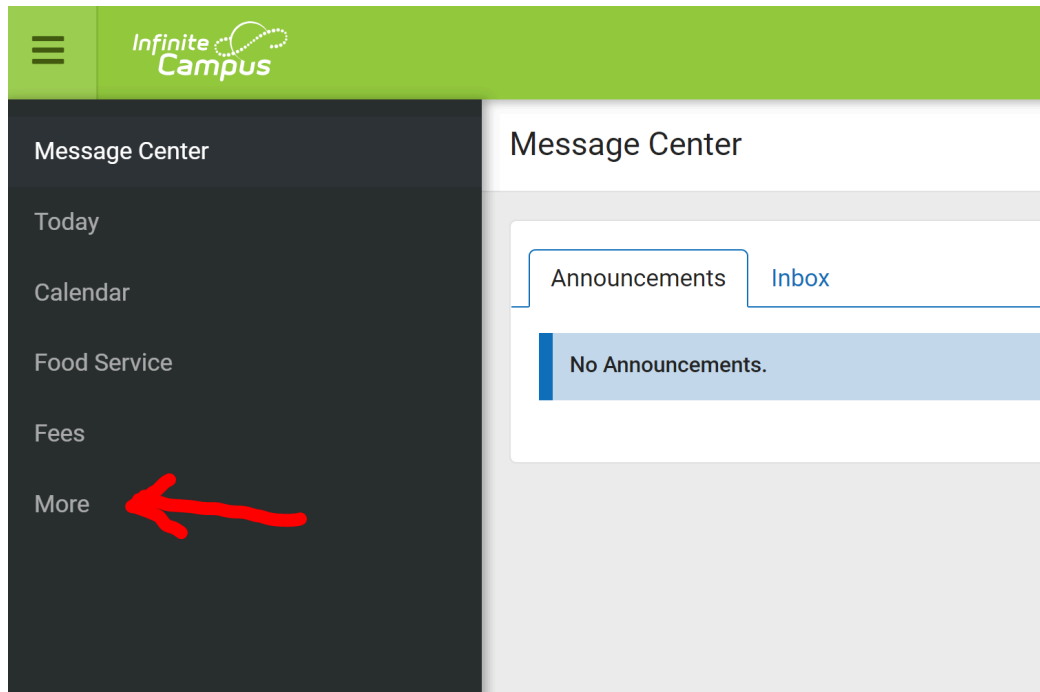 Infinite
Campus
Message Center
Today
Calendar
Food Service
Fees
More
Message Center
Announcements Inbox
No Announcements.